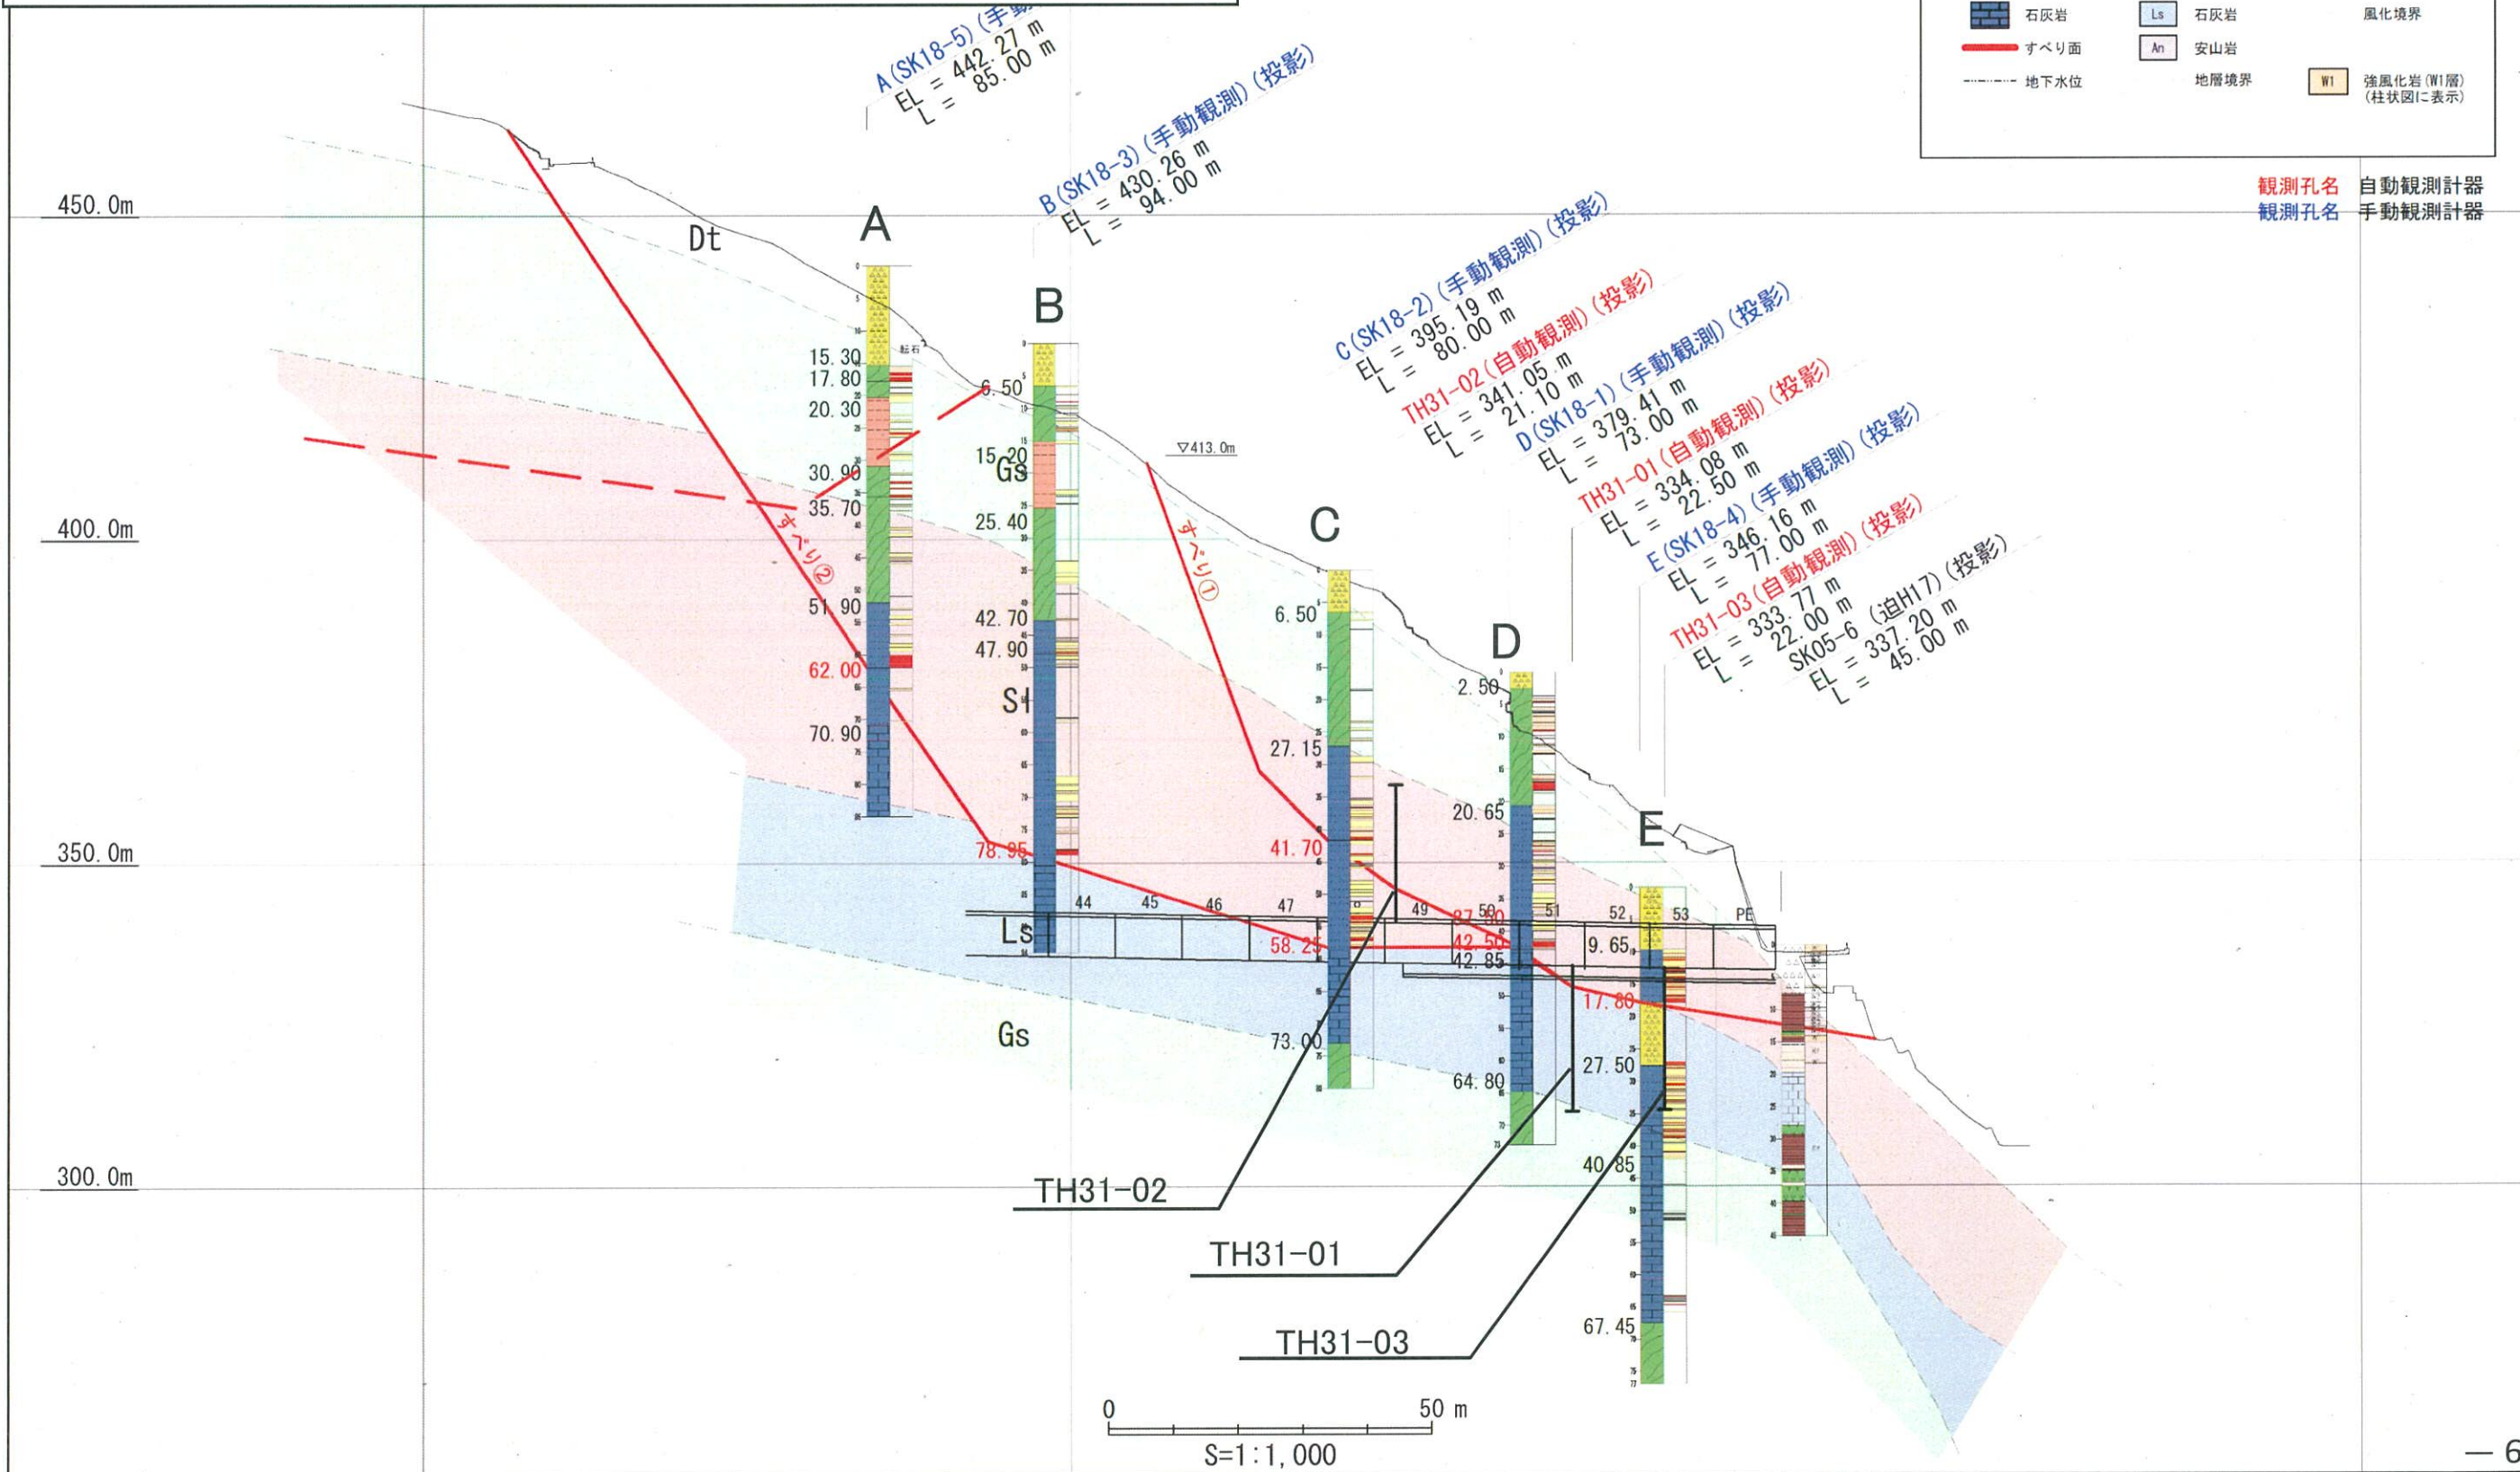 石灰岩
Ls
石灰岩
風化境界
すべり面
An
安山岩
地下水位
地層境界
W1
強風化岩(W1層)
(柱状図に表示)
観測孔名 自動観測計器
観測孔名 手動観測計器
A(SK18-5)(手動
EL = 442.27 m
L = 85.00 m
B(SK18-3)(手動観測)(投影)
EL = 430.26 m
L = 94.00 m
C(SK18-2)(手動観測)(投影)
EL = 395.19 m
L = 80.00 m
TH31-02(自動観測)(投影)
EL = 341.05 m
L = 21.10 m
D(SK18-1)(手動観測)(投影)
EL = 379.41 m
L = 73.00 m
TH31-01(自動観測)(投影)
EL = 334.08 m
L = 22.50 m
E(SK18-4)(手動観測)(投影)
EL = 346.16 m
L = 77.00 m
TH31-03(自動観測)(投影)
EL = 333.77 m
L = 22.00 m
SK05-6 (迫H17)(投影)
EL = 337.20 m
L = 45.00 m
450.0m
400.0m
350.0m
300.0m
Dt
A
転石
15.30
17.80
20.30
30.90
35.70
51.90
62.00
70.90
すべり②
B
6.50
15.20
Gs
25.40
42.70
47.90
Sl
78.95
Ls
Gs
▽413.0m
すべり①
C
6.50
27.15
41.70
58.25
73.00
D
2.50
20.65
37.50
42.50
42.85
64.80
E
9.65
17.80
27.50
40.85
67.45
44 45 46 47 49 50 51 52 53 PE
TH31-02
TH31-01
TH31-03
0 50 m
S=1:1,000
— 6